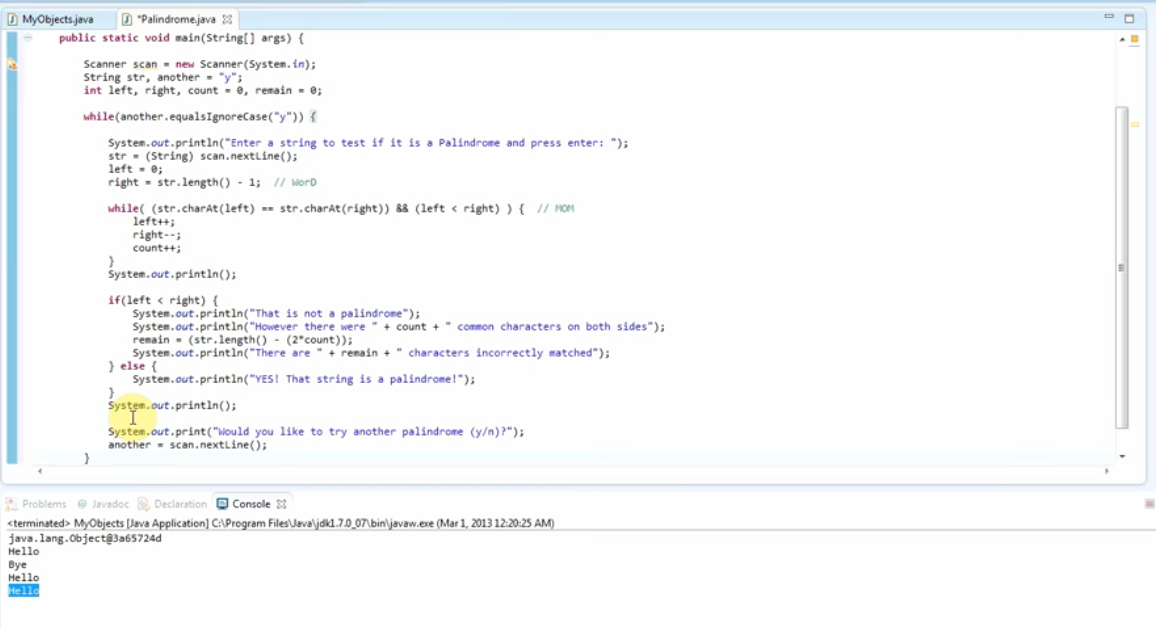 MyObjects.java *Palindrome.java
public static void main(String[] args) {
Scanner scan = new Scanner(System.in);
String str, another = "y";
int left, right, count = 0, remain = 0;
while(another.equalsIgnoreCase("y")) {
System.out.println("Enter a string to test if it is a Palindrome and press enter: ");
str = (String) scan.nextLine();
left = 0;
right = str.length() - 1; // WorD
while( (str.charAt(left) == str.charAt(right)) && (left < right) ) { // MOM
left++;
right--;
count++;
}
System.out.println();
if(left < right) {
System.out.println("That is not a palindrome");
System.out.println("However there were " + count + " common characters on both sides");
remain = (str.length() - (2*count));
System.out.println("There are " + remain + " characters incorrectly matched");
} else {
System.out.println("YES! That string is a palindrome!");
}
System.out.println();
System.out.print("Would you like to try another palindrome (y/n)?");
another = scan.nextLine();
}
Problems @ Javadoc Declaration Console
<terminated> MyObjects [Java Application] C:\Program Files\Java\jdk1.7.0_07\bin\javaw.exe (Mar 1, 2013 12:20:25 AM)
java.lang.Object@3a65724d
Hello
Bye
Hello
Hello